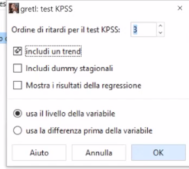 gretl: test KPSS
Ordine di ritardi per il test KPSS: 3
includi un trend
Includi dummy stagionali
Mostra i risultati della regressione
usa il livello della variabile
usa la differenza prima della variabile
Aiuto Annulla OK